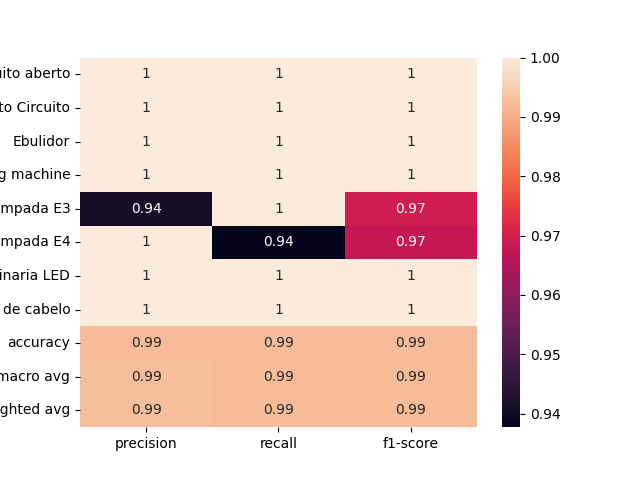 uito aberto 1 1 1
to Circuito 1 1 1
Ebulidor 1 1 1
g machine 1 1 1
mpada E3 0.94 1 0.97
mpada E4 1 0.94 0.97
inaria LED 1 1 1
de cabelo 1 1 1
accuracy 0.99 0.99 0.99
macro avg 0.99 0.99 0.99
ghted avg 0.99 0.99 0.99
precision recall f1-score
1.00
0.99
0.98
0.97
0.96
0.95
0.94